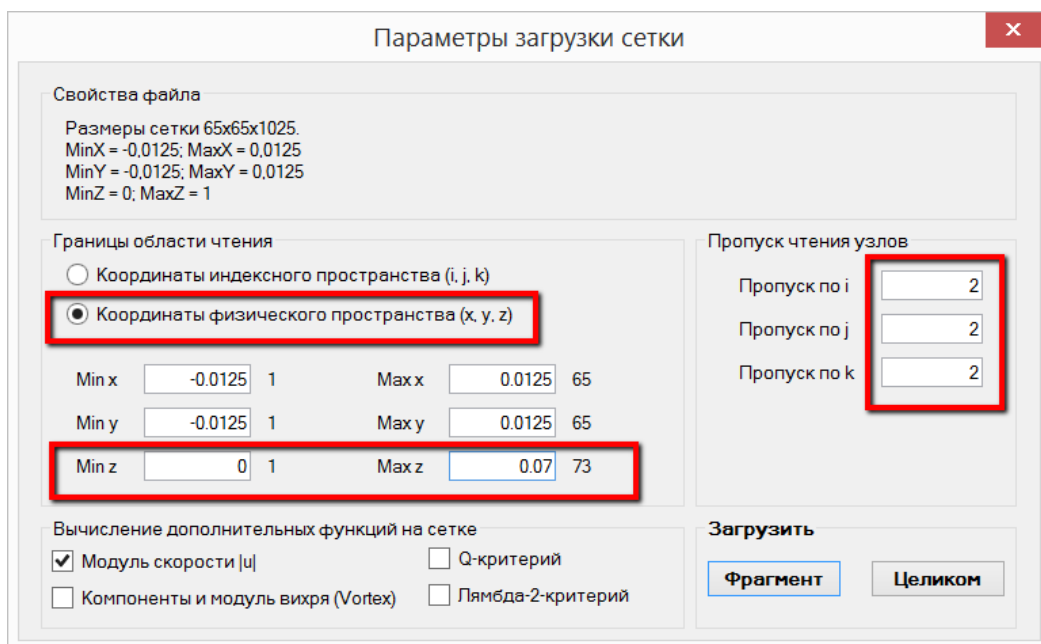 Параметры загрузки сетки
Свойства файла
Размеры сетки 65x65x1025.
MinX = -0,0125; MaxX = 0,0125
MinY = -0,0125; MaxY = 0,0125
MinZ = 0; MaxZ = 1
Границы области чтения
Координаты индексного пространства (i, j, k)
Координаты физического пространства (x, y, z)
Min x -0.0125 1 Max x 0.0125 65
Min y -0.0125 1 Max y 0.0125 65
Min z 0 1 Max z 0.07 73
Пропуск чтения узлов
Пропуск по i 2
Пропуск по j 2
Пропуск по k 2
Вычисление дополнительных функций на сетке
Модуль скорости |u| Q-критерий
Компоненты и модуль вихря (Vortex) Лямбда-2-критерий
Загрузить
Фрагмент Целиком